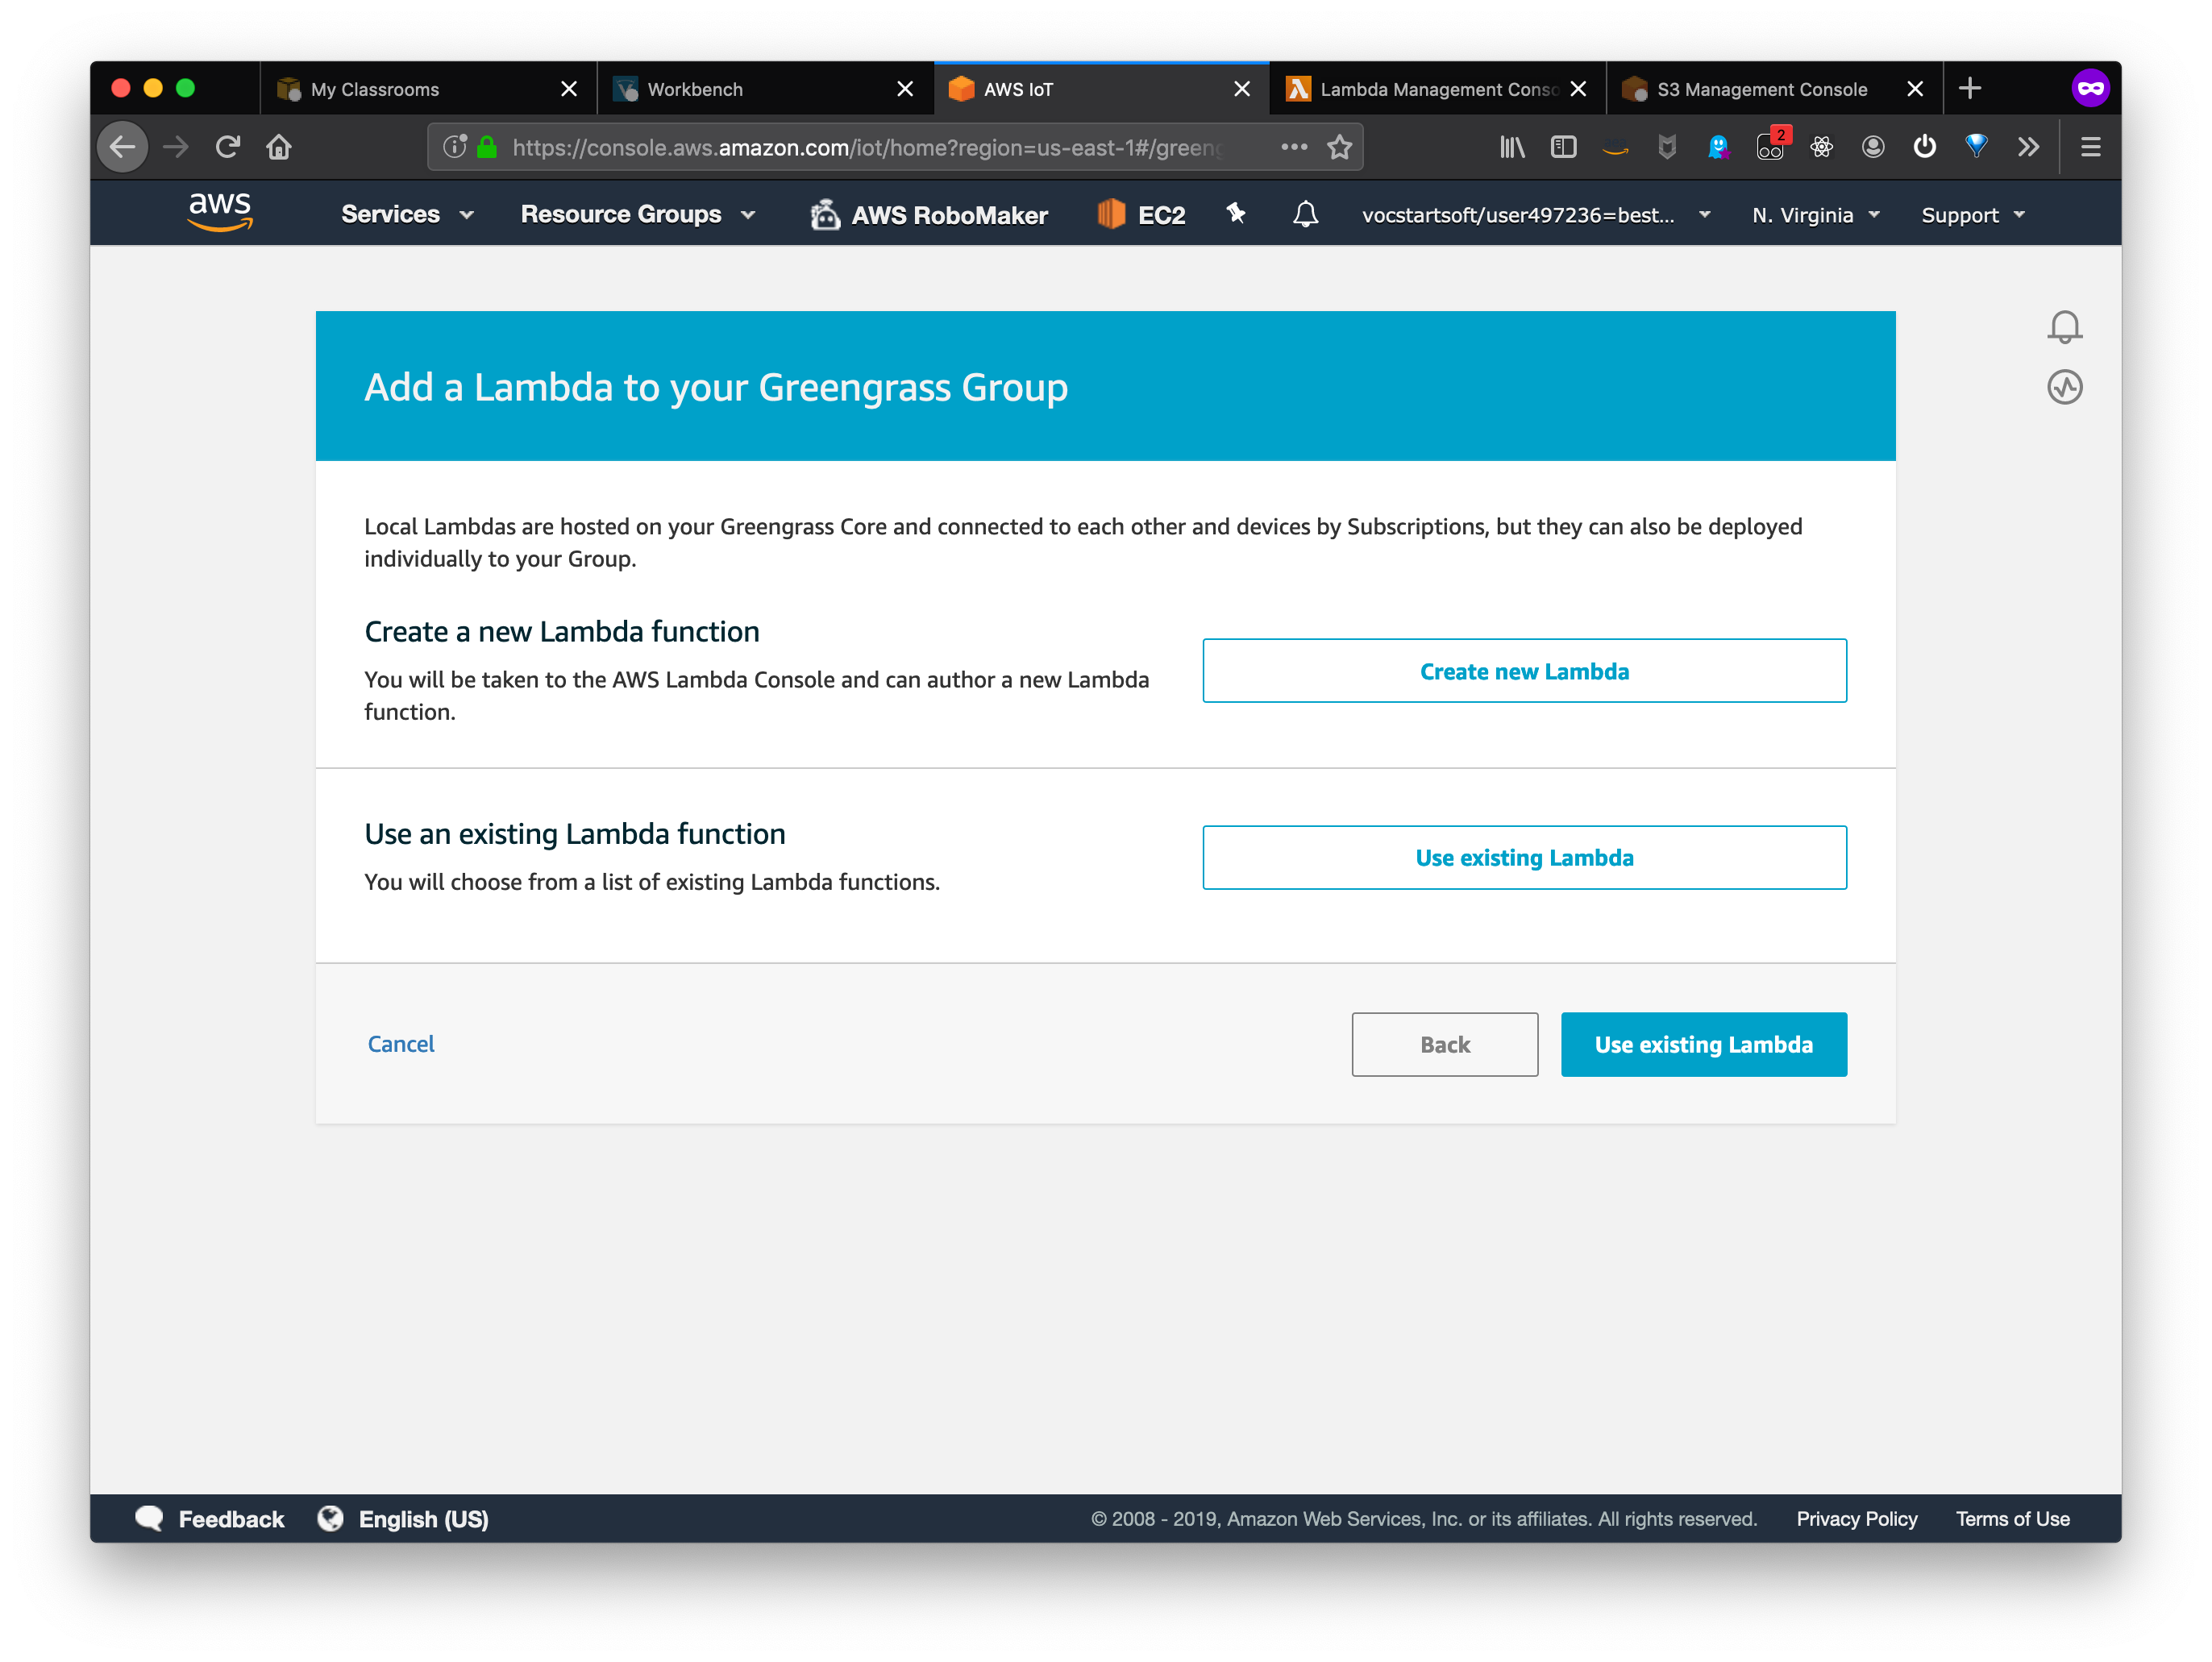 My Classrooms
Workbench
AWS IoT
Lambda Management Conso
S3 Management Console
https://console.aws.amazon.com/iot/home?region=us-east-1#/greeng
2
aws
Services
Resource Groups
AWS RoboMaker
EC2
vocstartsoft/user497236=best...
N. Virginia
Support
Add a Lambda to your Greengrass Group
Local Lambdas are hosted on your Greengrass Core and connected to each other and devices by Subscriptions, but they can also be deployed
individually to your Group.
Create a new Lambda function
You will be taken to the AWS Lambda Console and can author a new Lambda
function.
Create new Lambda
Use an existing Lambda function
You will choose from a list of existing Lambda functions.
Use existing Lambda
Cancel
Back
Use existing Lambda
Feedback
English (US)
© 2008 - 2019, Amazon Web Services, Inc. or its affiliates. All rights reserved.
Privacy Policy
Terms of Use